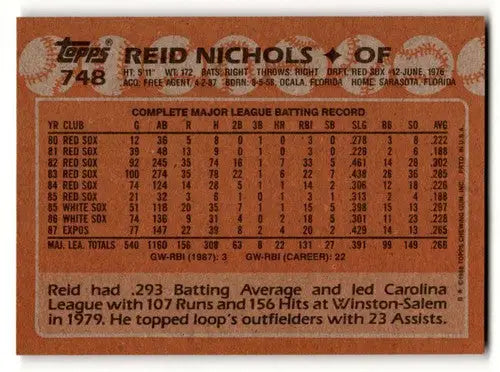 Topps
748
REID NICHOLS ✦ OF
HT: 5'11" WT: 172 BATS: RIGHT THROWS: RIGHT DRFT: RED SOX #12-JUNE, 1976
ACQ: FREE AGENT, 4-2-87 BORN: 8-5-58, OCALA, FLORIDA HOME: SARASOTA, FLORIDA
COMPLETE MAJOR LEAGUE BATTING RECORD
YR CLUB G AB R H 2B 3B HR RBI SB SLG BB SO AVG
80 RED SOX 12 36 5 8 0 1 0 3 0 .278 3 8 .222
81 RED SOX 39 48 13 9 0 1 0 3 0 .229 2 6 .188
82 RED SOX 92 245 35 74 16 1 7 33 5 .461 14 28 .302
83 RED SOX 100 274 35 78 22 1 6 22 7 .438 26 36 .285
84 RED SOX 74 124 14 28 5 1 1 14 2 .306 12 18 .226
85 RED SOX 21 32 3 6 1 0 1 3 1 .313 2 4 .188
85 WHITE SOX 51 118 20 35 7 1 1 15 5 .398 15 13 .297
86 WHITE SOX 74 136 9 31 4 0 2 18 5 .301 11 23 .228
87 EXPOS 77 147 22 39 8 2 4 20 2 .429 14 13 .265
MAJ. LEA. TOTALS 540 1160 156 308 63 8 22 131 27 .391 99 149 .266
GW-RBI (1987): 3 GW-RBI (CAREER): 22
Reid had .293 Batting Average and led Carolina
League with 107 Runs and 156 Hits at Winston-Salem
in 1979. He topped loop's outfielders with 23 Assists.
© 1988 TOPPS CHEWING GUM, INC. PRTD. IN U.S.A.